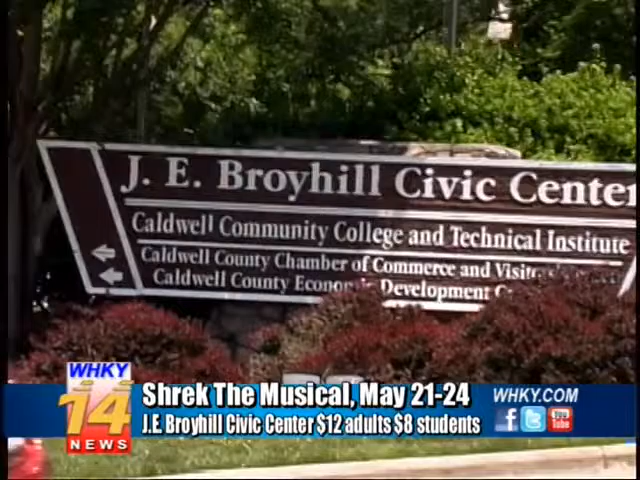 J. E. Broyhill Civic Center
Caldwell Community College and Technical Institute
Caldwell County Chamber of Commerce and
Caldwell County Development
WHKY
14
NEWS
Shrek The Musical, May 21-24
J.E. Broyhill Civic Center $12 adults $8 students
WHKY.COM
f
You
Tube